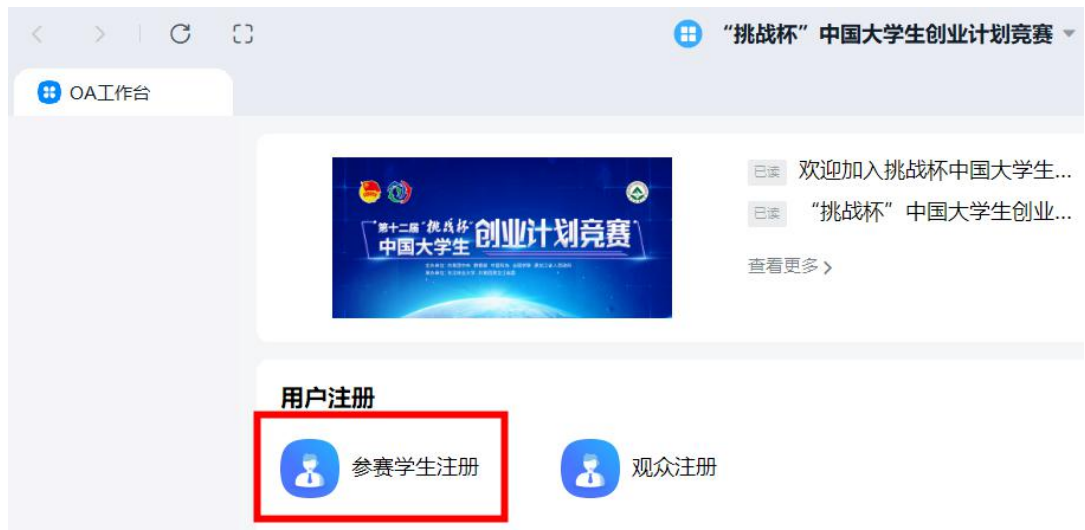 “挑战杯”中国大学生创业计划竞赛
OA工作台
第十二届“挑战杯”
中国大学生创业计划竞赛
已读 欢迎加入挑战杯中国大学生...
已读 “挑战杯”中国大学生创业...
查看更多 >
用户注册
参赛学生注册
观众注册